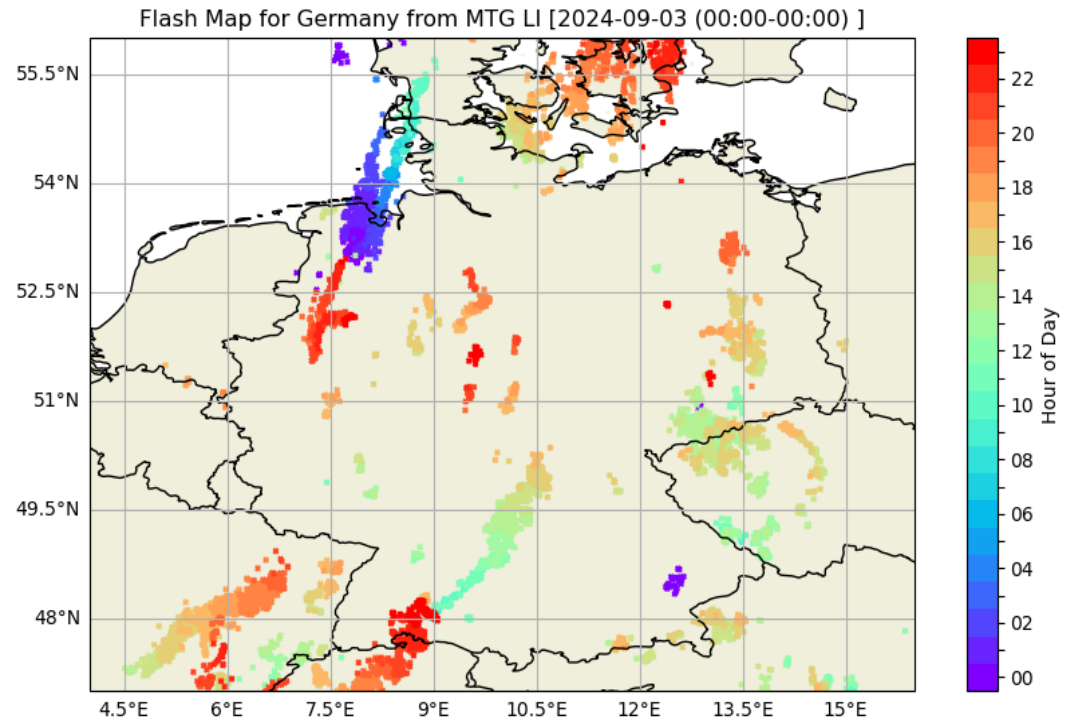 Flash Map for Germany from MTG LI [2024-09-03 (00:00-00:00) ]
55.5°N
54°N
52.5°N
51°N
49.5°N
48°N
4.5°E 6°E 7.5°E 9°E 10.5°E 12°E 13.5°E 15°E
22
20
18
16
14
12
10
08
06
04
02
00
Hour of Day